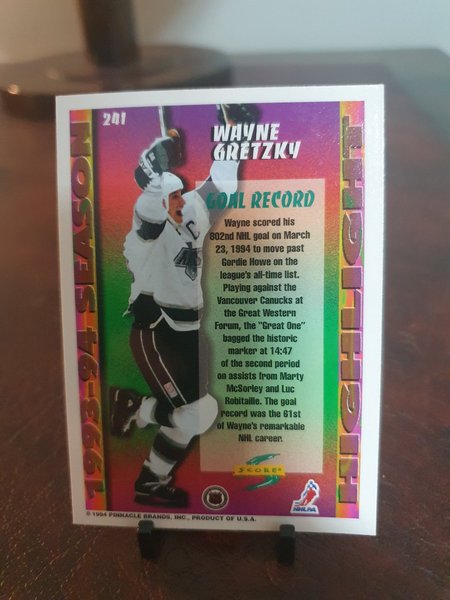 241
WAYNE
GRETZKY
GOAL RECORD
Wayne scored his
802nd NHL goal on March
23, 1994 to move past
Gordie Howe on the
league's all-time list.
Playing against the
Vancouver Canucks at
the Great Western
Forum, the "Great One"
bagged the historic
marker at 14:47
of the second period
on assists from Marty
McSorley and Luc
Robitaille. The goal
record was the 61st
of Wayne's remarkable
NHL career.
1993-94 SEASON
HIGHLIGHT
C
SCORE
NHLPA
© 1994 PINNACLE BRANDS, INC., PRODUCT OF U.S.A.